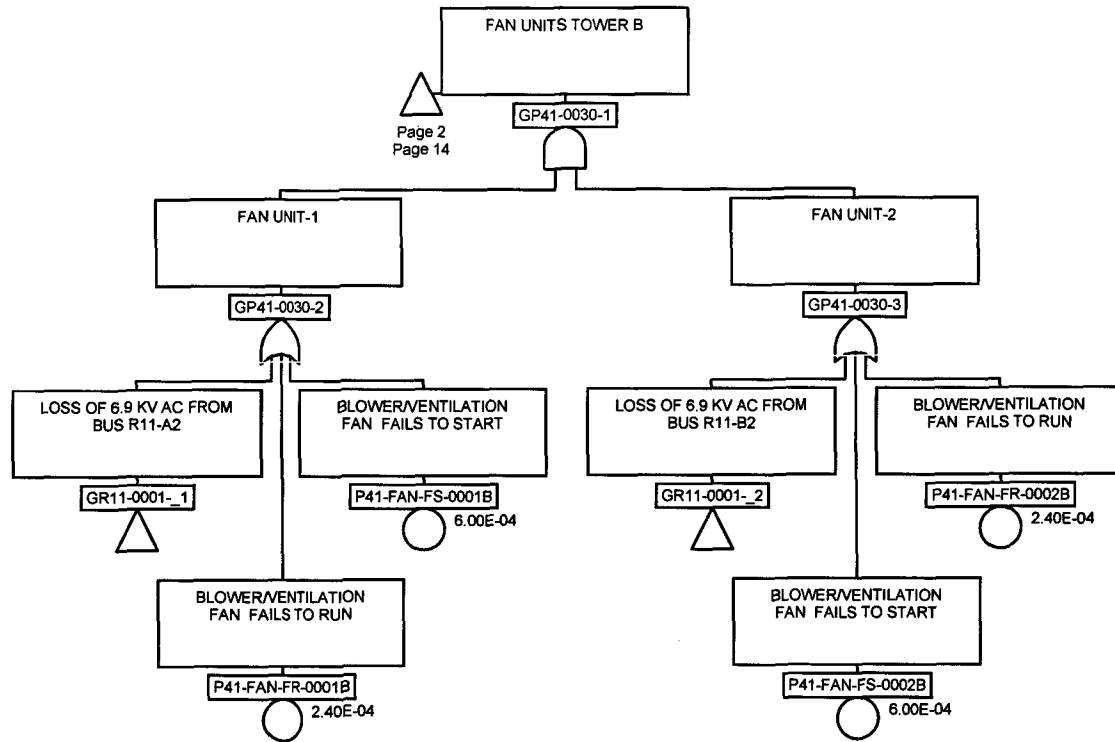 FAN UNITS TOWER B
GP41-0030-1
Page 2
Page 14
FAN UNIT-1
FAN UNIT-2
GP41-0030-2
GP41-0030-3
LOSS OF 6.9 KV AC FROM
BUS R11-A2
BLOWER/VENTILATION
FAN FAILS TO START
LOSS OF 6.9 KV AC FROM
BUS R11-B2
BLOWER/VENTILATION
FAN FAILS TO RUN
GR11-0001-_1
P41-FAN-FS-0001B
6.00E-04
GR11-0001-_2
P41-FAN-FR-0002B
2.40E-04
BLOWER/VENTILATION
FAN FAILS TO RUN
BLOWER/VENTILATION
FAN FAILS TO START
P41-FAN-FR-0001B
2.40E-04
P41-FAN-FS-0002B
6.00E-04